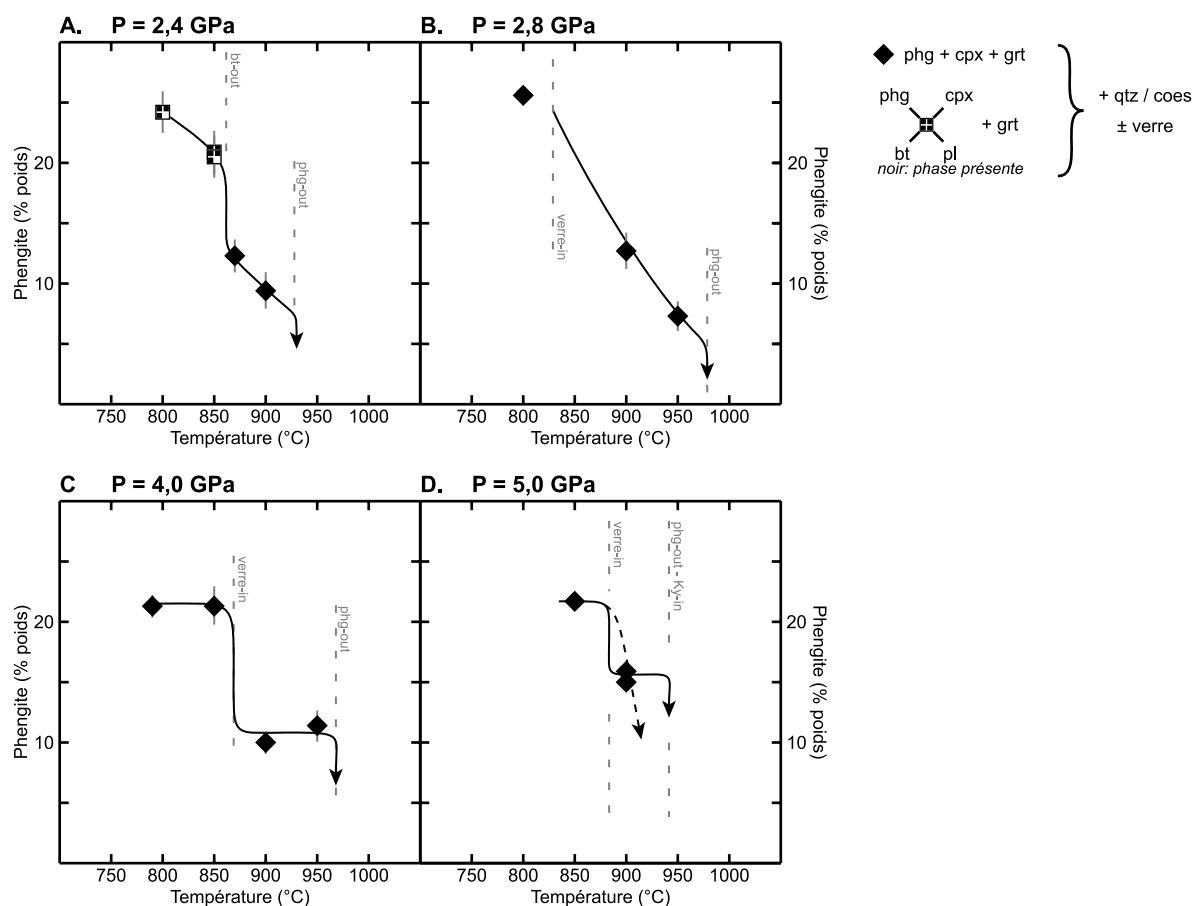 A. P = 2,4 GPa
B. P = 2,8 GPa
bt-out
phg-out
verre-in
phg-out
20
10
20
10
Phengite (% poids)
Phengite (% poids)
750 800 850 900 950 1000
750 800 850 900 950 1000
Température (°C)
Température (°C)
phg + cpx + grt
phg cpx
+ grt
bt pl
noir: phase présente
+ qtz / coes
± verre
C P = 4,0 GPa
D. P = 5,0 GPa
verre-in
phg-out
verre-in
phg-out - Ky-in
20
10
20
10
Phengite (% poids)
Phengite (% poids)
750 800 850 900 950 1000
750 800 850 900 950 1000
Température (°C)
Température (°C)